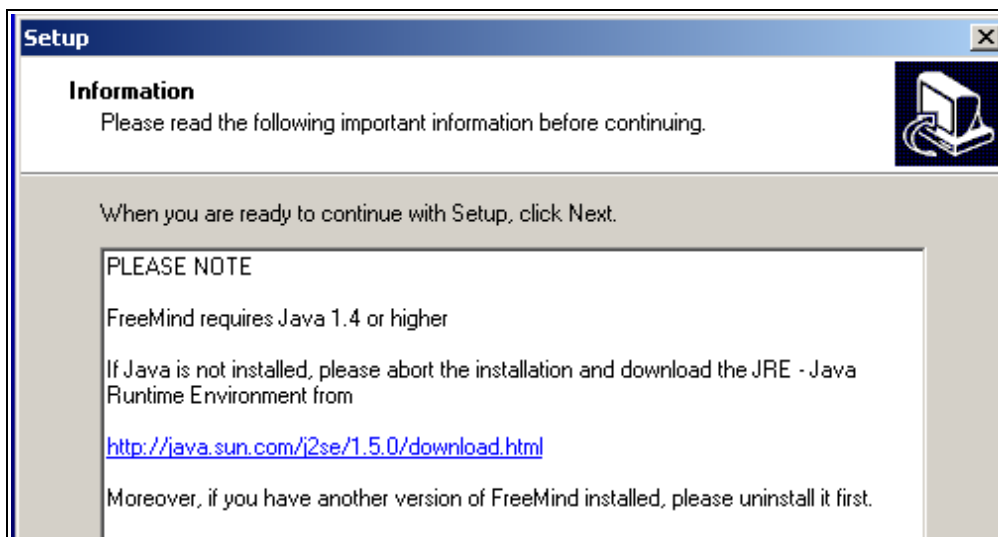 Setup
Information
Please read the following important information before continuing.
When you are ready to continue with Setup, click Next.
PLEASE NOTE
FreeMind requires Java 1.4 or higher
If Java is not installed, please abort the installation and download the JRE - Java
Runtime Environment from
http://java.sun.com/j2se/1.5.0/download.html
Moreover, if you have another version of FreeMind installed, please uninstall it first.